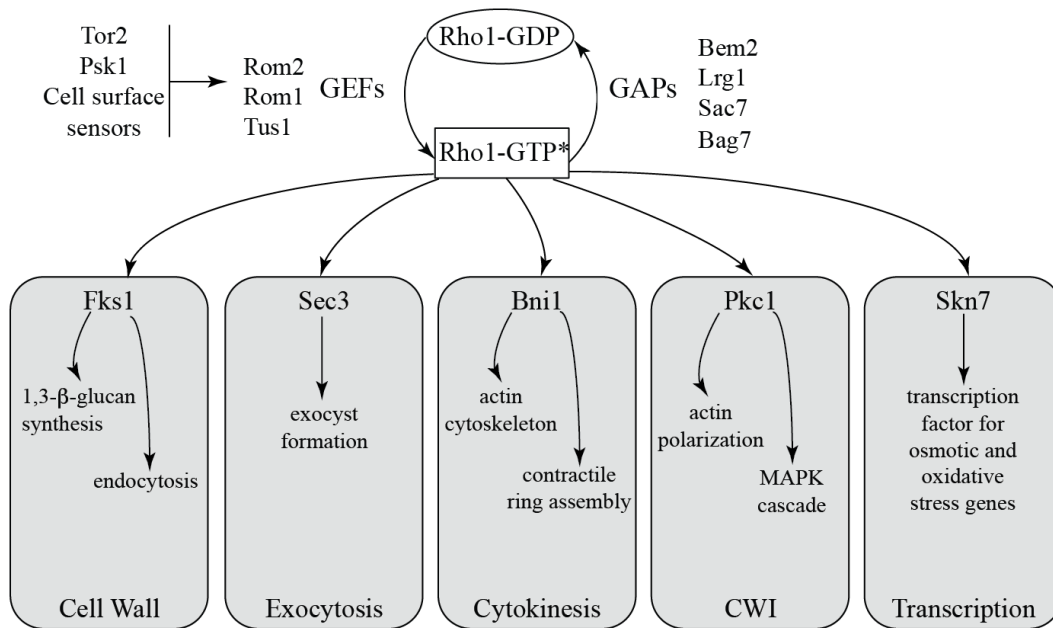 Tor2
Psk1
Cell surface
sensors
Rom2
Rom1
Tus1
GEFs
Rho1-GDP
GAPs
Bem2
Lrg1
Sac7
Bag7
Rho1-GTP*
Fks1
1,3-β-glucan
synthesis
endocytosis
Cell Wall
Sec3
exocyst
formation
Exocytosis
Bni1
actin
cytoskeleton
contractile
ring assembly
Cytokinesis
Pkc1
actin
polarization
MAPK
cascade
CWI
Skn7
transcription
factor for
osmotic and
oxidative
stress genes
Transcription